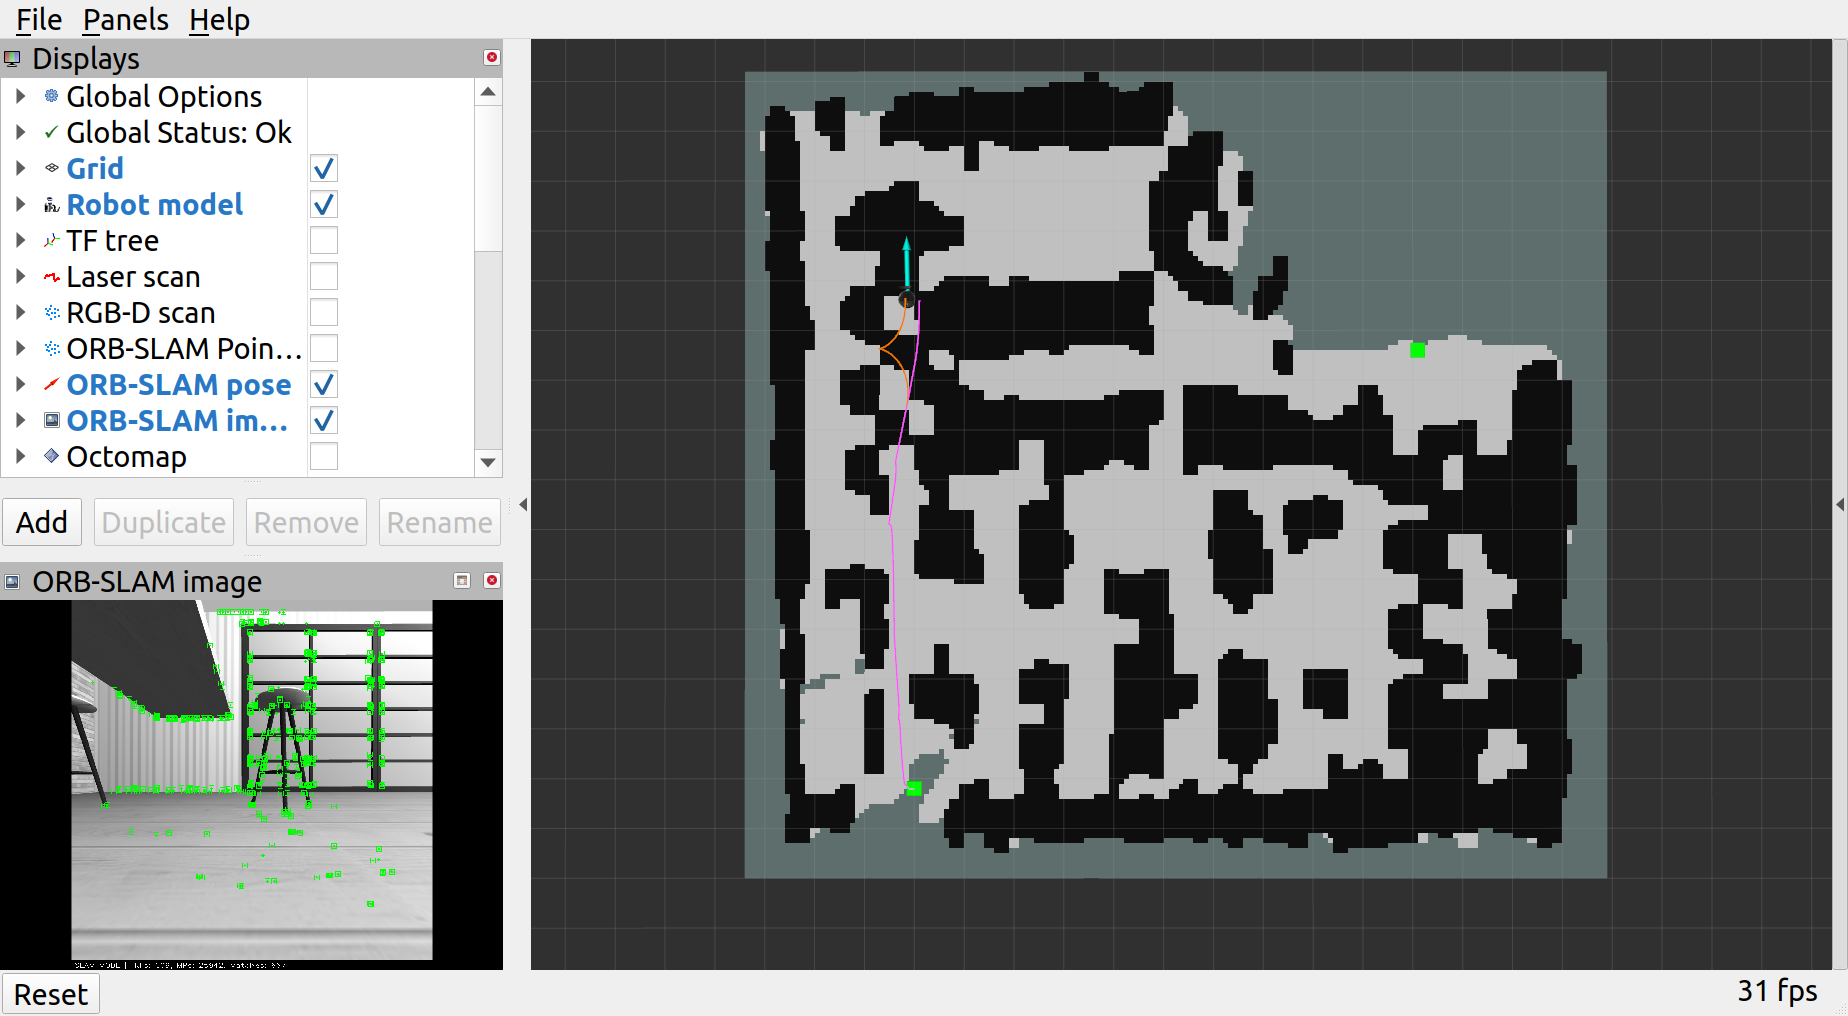 File Panels Help
Displays
Global Options
Global Status: Ok
Grid
Robot model
TF tree
Laser scan
RGB-D scan
ORB-SLAM Poin...
ORB-SLAM pose
ORB-SLAM im...
Octomap
Add Duplicate Remove Rename
ORB-SLAM image
SLAM MODE |
Reset
31 fps